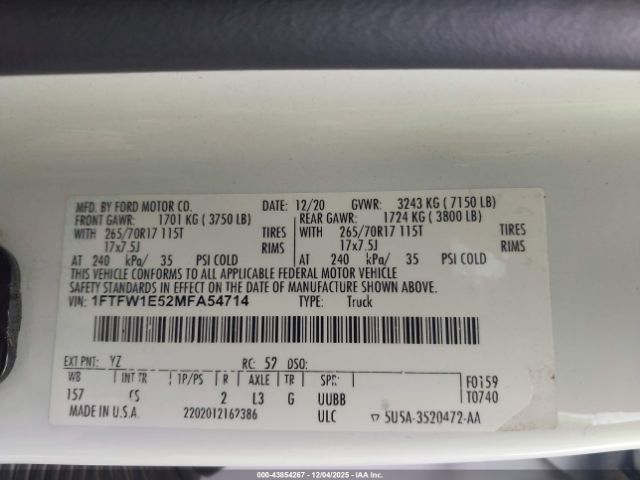 MFD. BY FORD MOTOR CO. DATE: 12/20 GVWR: 3243 KG ( 7150 LB)
FRONT GAWR: 1701 KG ( 3750 LB) REAR GAWR: 1724 KG ( 3800 LB)
WITH 265/70R17 115T TIRES WITH 265/70R17 115T TIRES
17x7.5J RIMS 17x7.5J RIMS
AT 240 kPa/ 35 PSI COLD AT 240 kPa/ 35 PSI COLD
THIS VEHICLE CONFORMS TO ALL APPLICABLE FEDERAL MOTOR VEHICLE
SAFETY STANDARDS IN EFFECT ON THE DATE OF MANUFACTURE SHOWN ABOVE.
VIN: 1FTFW1E52MFA54714 TYPE: Truck
EXT PNT: YZ RC: 57 DSO:
WB INT TR TP/PS R AXLE TR SPR F0159
157 2 L3 G UUBB T0740
MADE IN U.S.A. 2202012167386 ULC 5U5A-3520472-AA
000-43854267 - 12/04/2025 - IAA Inc.